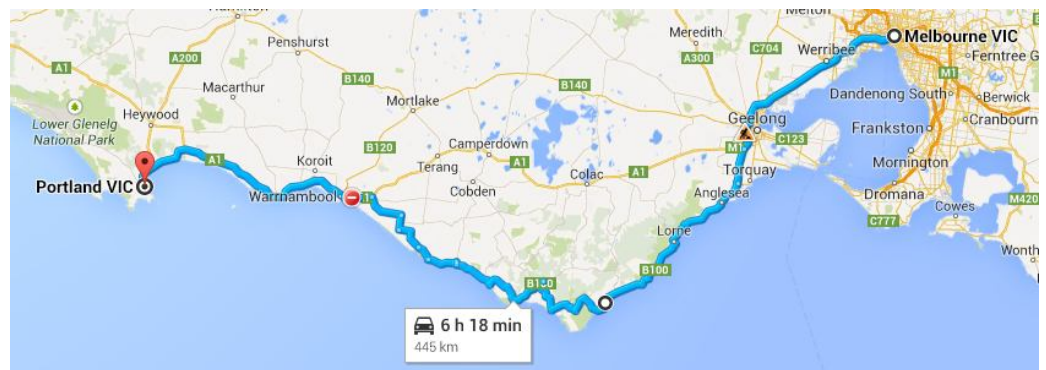 Hamilton
Melton
Melbourne VIC
Penshurst
A200
Meredith
C704
Werribee
Ferntree G
A1
B140
A300
M1
Macarthur
Mortlake
B140
Dandenong South
Berwick
Heywood
Geelong
Cranbourn
Lower Glenelg
National Park
B120
Camperdown
M1
C123
Frankston
A1
Koroit
Terang
A1
Colac
A1
Torquay
Mornington
Portland VIC
Warrnambool
Cobden
Anglesea
Dromana
M420
C777
Cowes
Lorne
Wonth
B100
B100
6 h 18 min
445 km